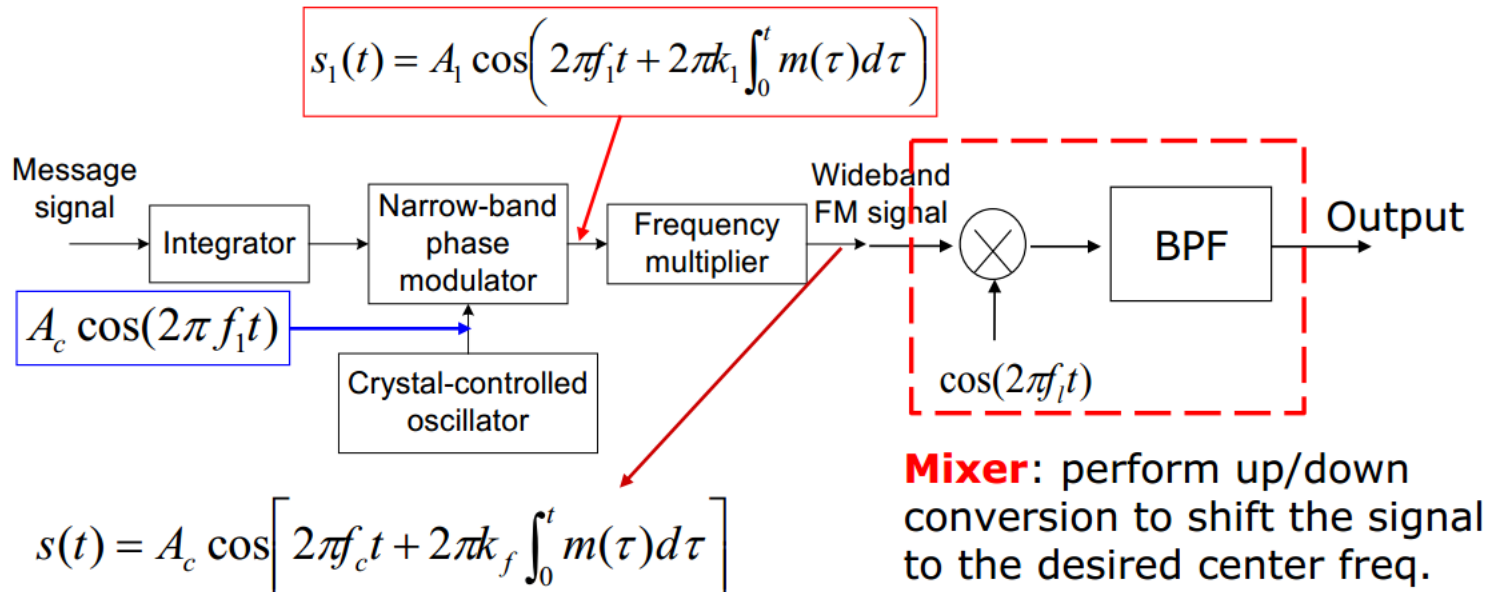 s₁(t) = A₁ cos(2πf₁t + 2πk₁∫₀ᵗ m(τ)dτ)
Message
signal
Integrator
Narrow-band
phase
modulator
Frequency
multiplier
Wideband
FM signal
BPF
Output
A_c cos(2π f₁t)
Crystal-controlled
oscillator
cos(2πf_l t)
s(t) = A_c cos[2πf_c t + 2πk_f ∫₀ᵗ m(τ)dτ]
Mixer: perform up/down
conversion to shift the signal
to the desired center freq.